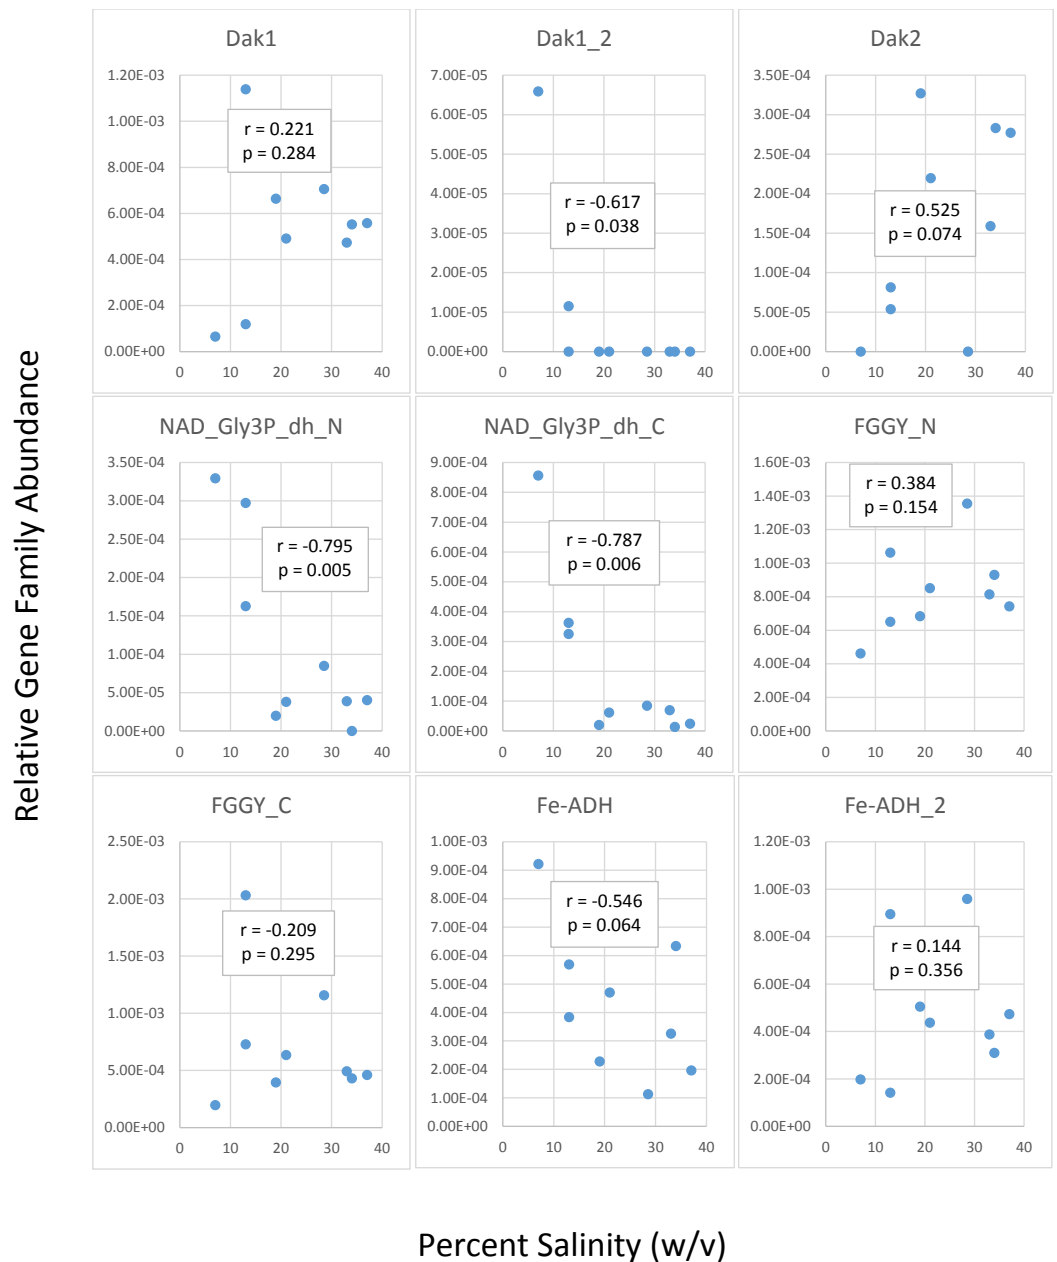 Relative Gene Family Abundance
Dak1
1.20E-03
1.00E-03
8.00E-04
6.00E-04
4.00E-04
2.00E-04
0.00E+00
r = 0.221
p = 0.284
0 10 20 30 40
Dak1_2
7.00E-05
6.00E-05
5.00E-05
4.00E-05
3.00E-05
2.00E-05
1.00E-05
0.00E+00
r = -0.617
p = 0.038
0 10 20 30 40
Dak2
3.50E-04
3.00E-04
2.50E-04
2.00E-04
1.50E-04
1.00E-04
5.00E-05
0.00E+00
r = 0.525
p = 0.074
0 10 20 30 40
NAD_Gly3P_dh_N
3.50E-04
3.00E-04
2.50E-04
2.00E-04
1.50E-04
1.00E-04
5.00E-05
0.00E+00
r = -0.795
p = 0.005
0 10 20 30 40
NAD_Gly3P_dh_C
9.00E-04
8.00E-04
7.00E-04
6.00E-04
5.00E-04
4.00E-04
3.00E-04
2.00E-04
1.00E-04
0.00E+00
r = -0.787
p = 0.006
0 10 20 30 40
FGGY_N
1.60E-03
1.40E-03
1.20E-03
1.00E-03
8.00E-04
6.00E-04
4.00E-04
2.00E-04
0.00E+00
r = 0.384
p = 0.154
0 10 20 30 40
FGGY_C
2.50E-03
2.00E-03
1.50E-03
1.00E-03
5.00E-04
0.00E+00
r = -0.209
p = 0.295
0 10 20 30 40
Fe-ADH
1.00E-03
9.00E-04
8.00E-04
7.00E-04
6.00E-04
5.00E-04
4.00E-04
3.00E-04
2.00E-04
1.00E-04
0.00E+00
r = -0.546
p = 0.064
0 10 20 30 40
Fe-ADH_2
1.20E-03
1.00E-03
8.00E-04
6.00E-04
4.00E-04
2.00E-04
0.00E+00
r = 0.144
p = 0.356
0 10 20 30 40
Percent Salinity (w/v)